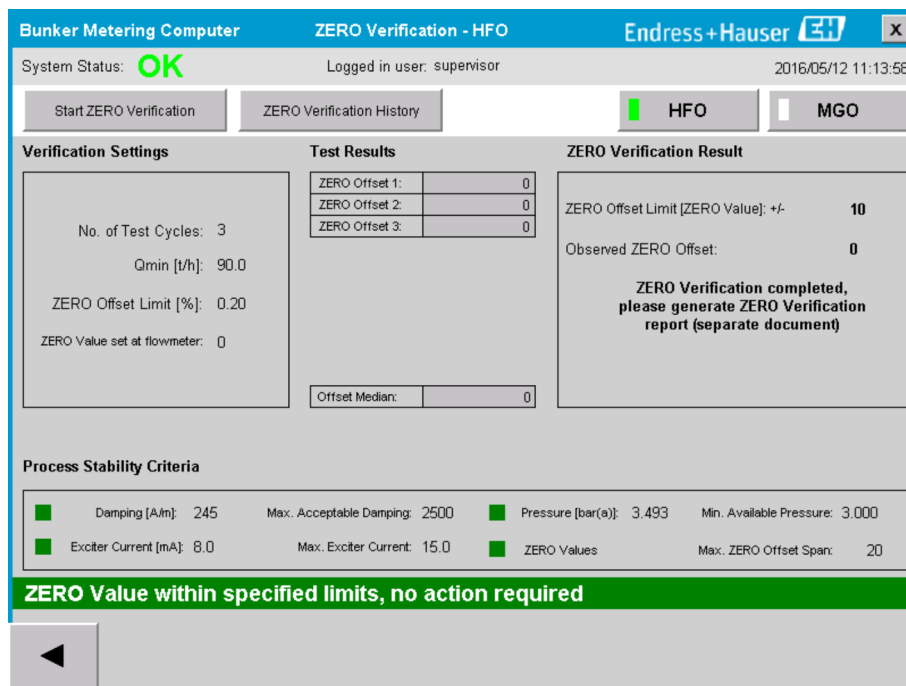 Bunker Metering Computer ZERO Verification - HFO Endress+Hauser EH X
System Status: OK Logged in user: supervisor 2016/05/12 11:13:58
Start ZERO Verification ZERO Verification History HFO MGO
Verification Settings Test Results ZERO Verification Result
ZERO Offset 1: 0
ZERO Offset 2: 0
ZERO Offset 3: 0
No. of Test Cycles: 3
Qmin [t/h]: 90.0
ZERO Offset Limit [%]: 0.20
ZERO Value set at flowmeter: 0
Offset Median: 0
ZERO Offset Limit [ZERO Value]: +/- 10
Observed ZERO Offset: 0
ZERO Verification completed,
please generate ZERO Verification
report (separate document)
Process Stability Criteria
Damping [A/m]: 245 Max. Acceptable Damping: 2500 Pressure [bar(a)]: 3.493 Min. Available Pressure: 3.000
Exciter Current [mA]: 8.0 Max. Exciter Current: 15.0 ZERO Values Max. ZERO Offset Span: 20
ZERO Value within specified limits, no action required